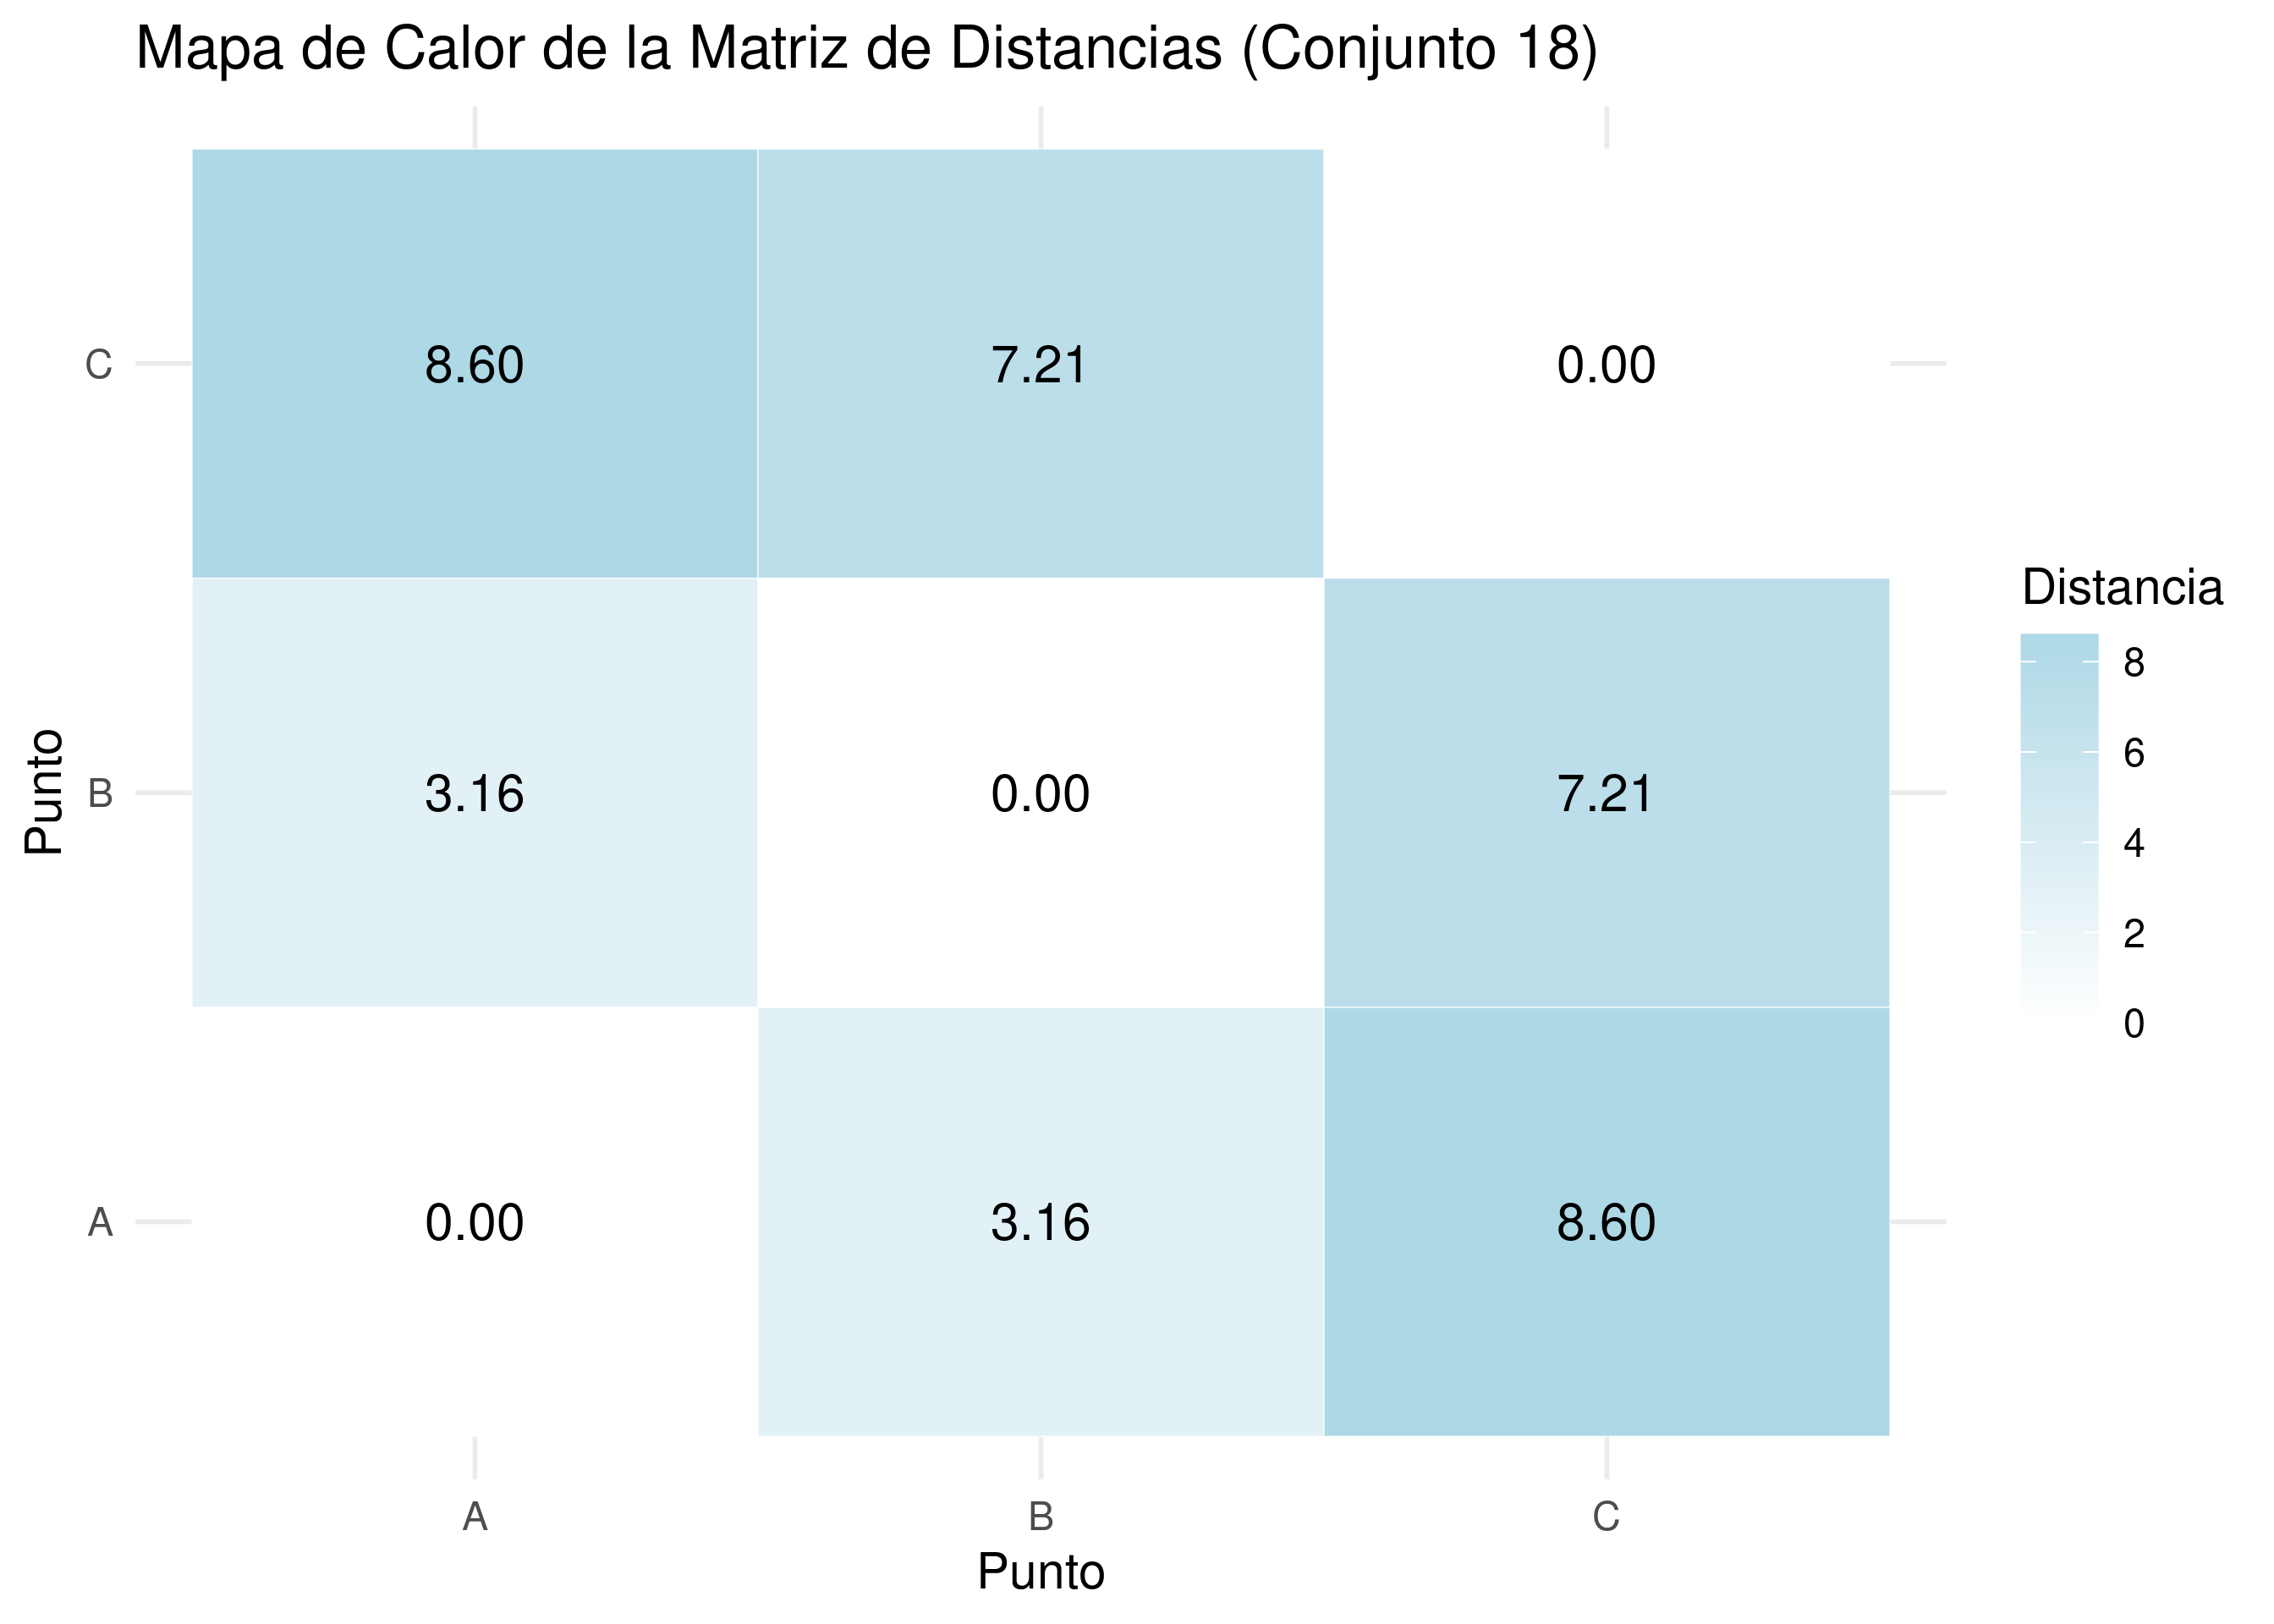 Mapa de Calor de la Matriz de Distancias (Conjunto 18)
C 8.60 7.21 0.00
Distancia
8
6
4
2
0
Punto
B 3.16 0.00 7.21
A 0.00 3.16 8.60
A B C
Punto